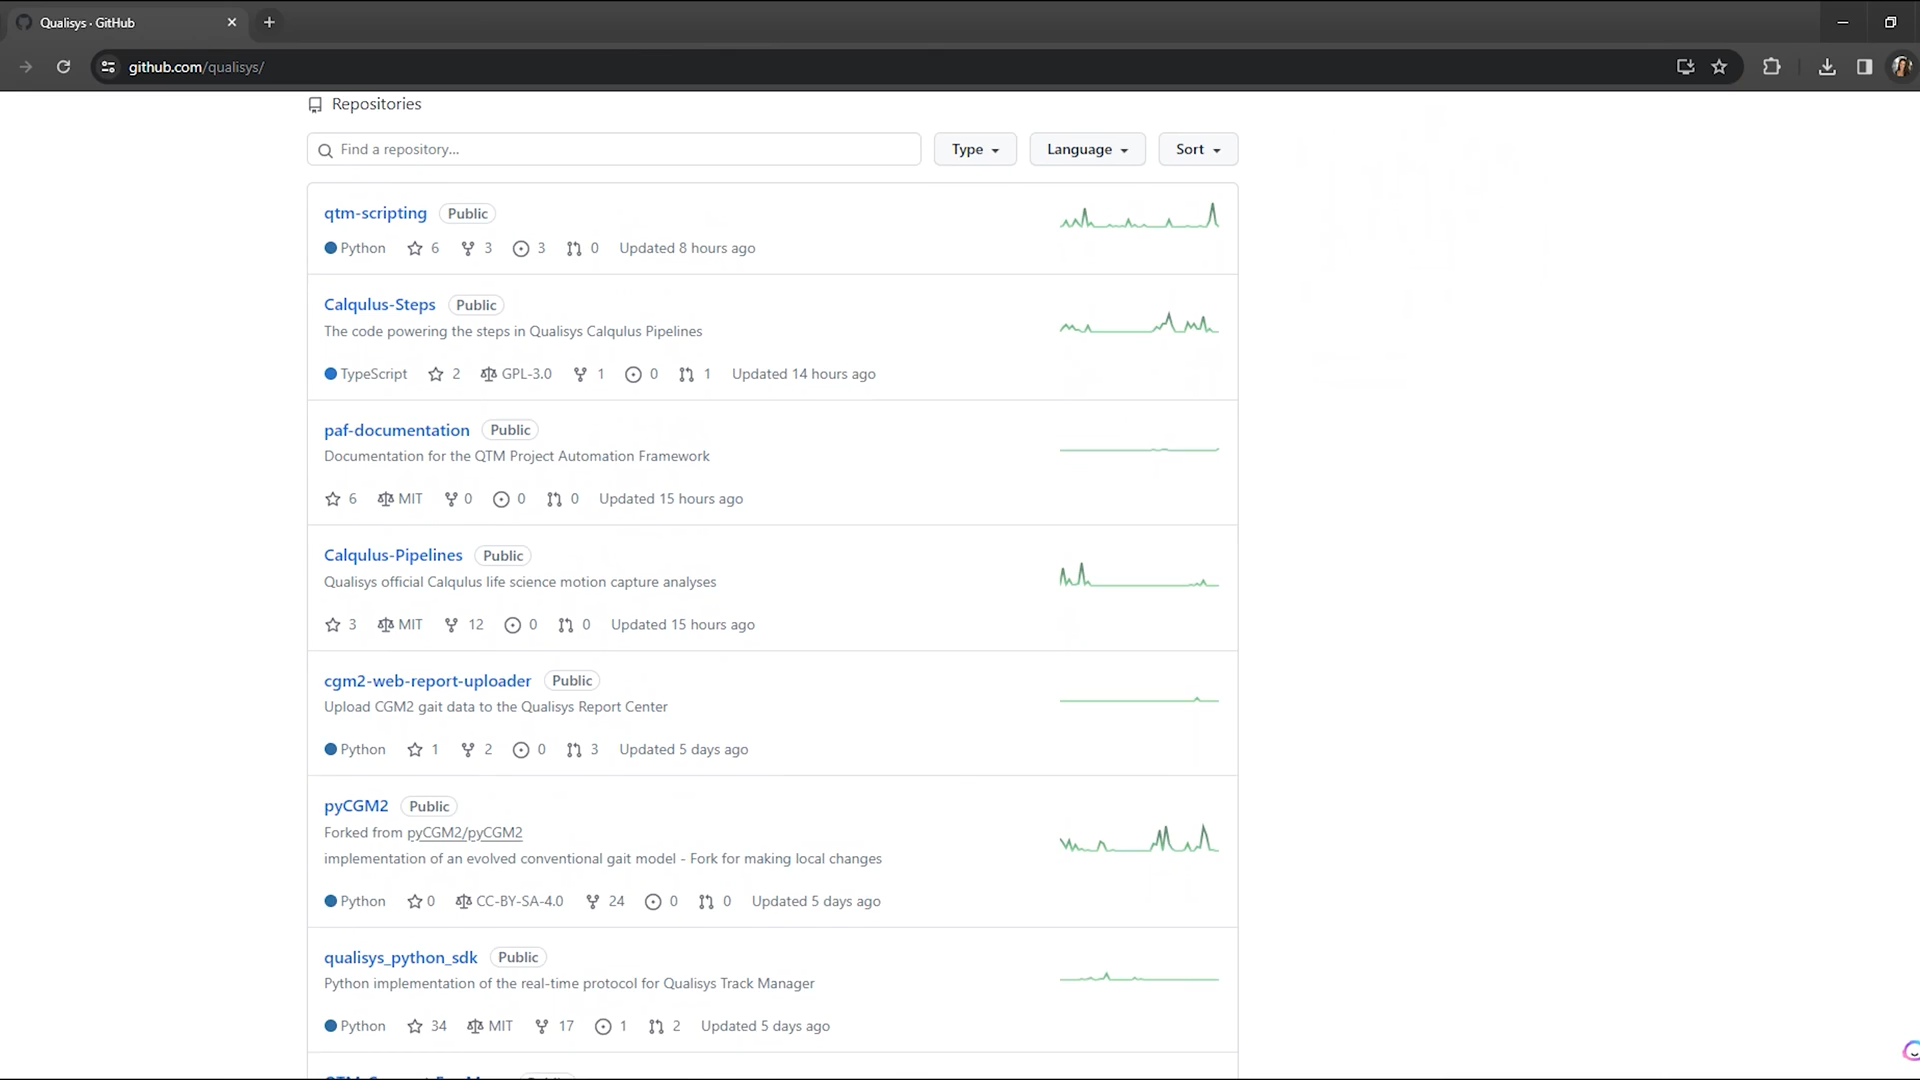 Qualisys · GitHub
github.com/qualisys/
Repositories
Find a repository...
Type
Language
Sort
qtm-scripting Public
Python 6 3 3 0 Updated 8 hours ago
Calqulus-Steps Public
The code powering the steps in Qualisys Calqulus Pipelines
TypeScript 2 GPL-3.0 1 0 1 Updated 14 hours ago
paf-documentation Public
Documentation for the QTM Project Automation Framework
6 MIT 0 0 0 Updated 15 hours ago
Calqulus-Pipelines Public
Qualisys official Calqulus life science motion capture analyses
3 MIT 12 0 0 Updated 15 hours ago
cgm2-web-report-uploader Public
Upload CGM2 gait data to the Qualisys Report Center
Python 1 2 0 3 Updated 5 days ago
pyCGM2 Public
Forked from pyCGM2/pyCGM2
implementation of an evolved conventional gait model - Fork for making local changes
Python 0 CC-BY-SA-4.0 24 0 0 Updated 5 days ago
qualisys_python_sdk Public
Python implementation of the real-time protocol for Qualisys Track Manager
Python 34 MIT 17 1 2 Updated 5 days ago